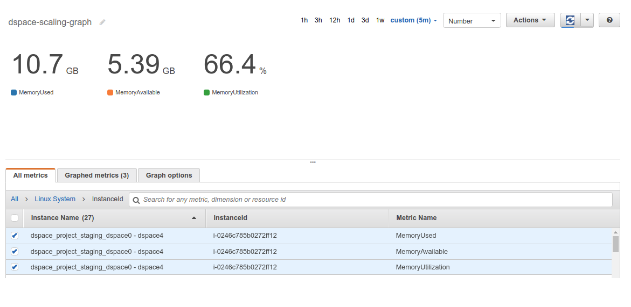 dspace-scaling-graph
1h 3h 12h 1d 3d 1w custom (5m) Number Actions
10.7 GB 5.39 GB 66.4 %
MemoryUsed MemoryAvailable MemoryUtilization
All metrics Graphed metrics (3) Graph options
All > Linux System > InstanceId Search for any metric, dimension or resource id
Instance Name (27) InstanceId Metric Name
dspace_project_staging_dspace0 - dspace4 i-0246c785b0272ff12 MemoryUsed
dspace_project_staging_dspace0 - dspace4 i-0246c785b0272ff12 MemoryAvailable
dspace_project_staging_dspace0 - dspace4 i-0246c785b0272ff12 MemoryUtilization